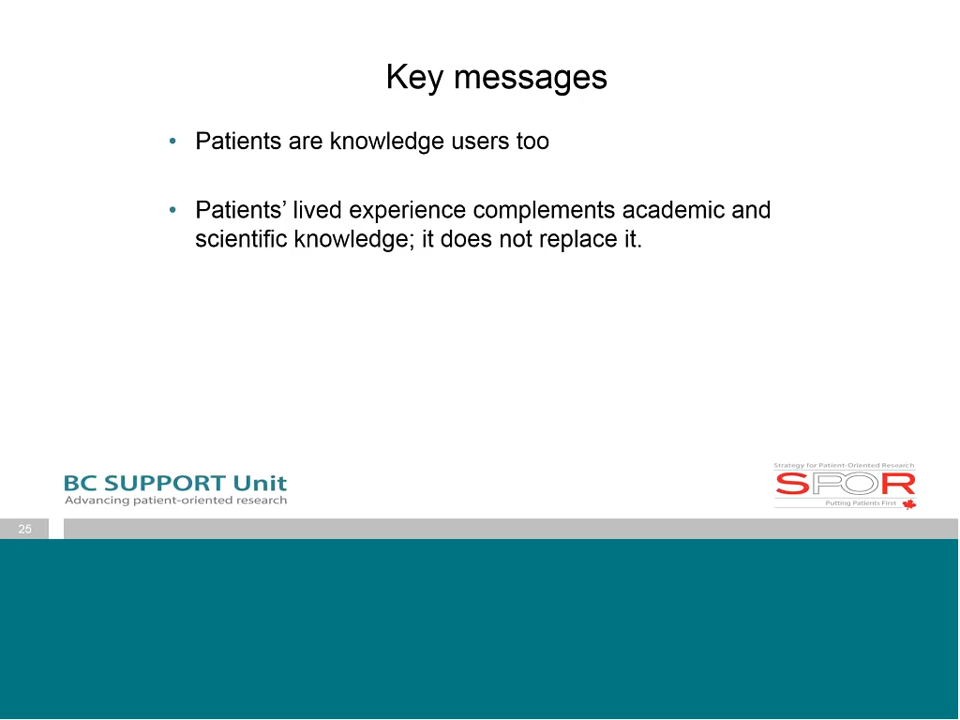 Key messages
• Patients are knowledge users too
• Patients’ lived experience complements academic and
scientific knowledge; it does not replace it.
BC SUPPORT Unit
Advancing patient-oriented research
Strategy for Patient-Oriented Research
SPOR
Putting Patients First
25